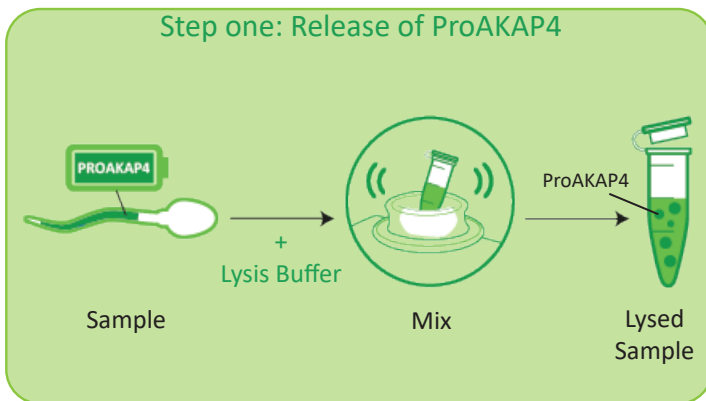 Step one: Release of ProAKAP4
PROAKAP4
ProAKAP4
+
Lysis Buffer
Sample
Mix
Lysed
Sample